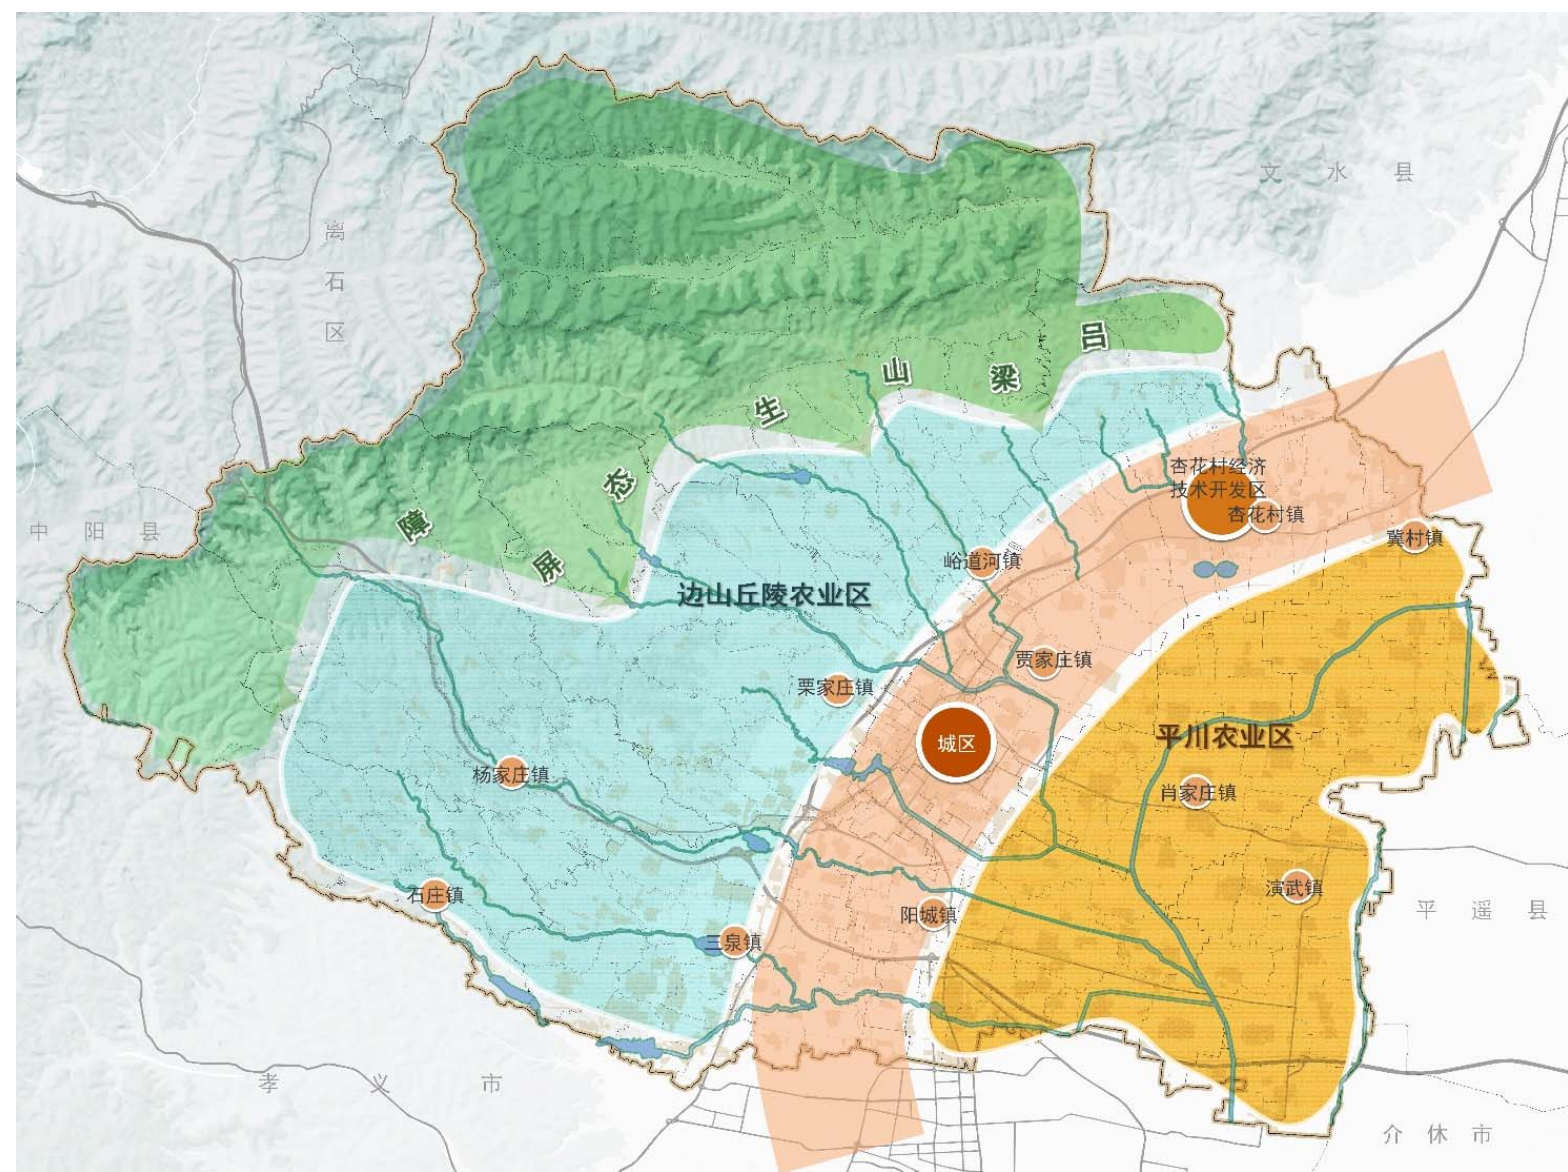 文水县
离石区
吕梁山生态屏障
中阳县
杏花村经济
技术开发区
杏花村镇
冀村镇
峪道河镇
边山丘陵农业区
贾家庄镇
栗家庄镇
城区
平川农业区
杨家庄镇
肖家庄镇
石庄镇
演武镇
阳城镇
平遥县
三泉镇
孝义市
介休市